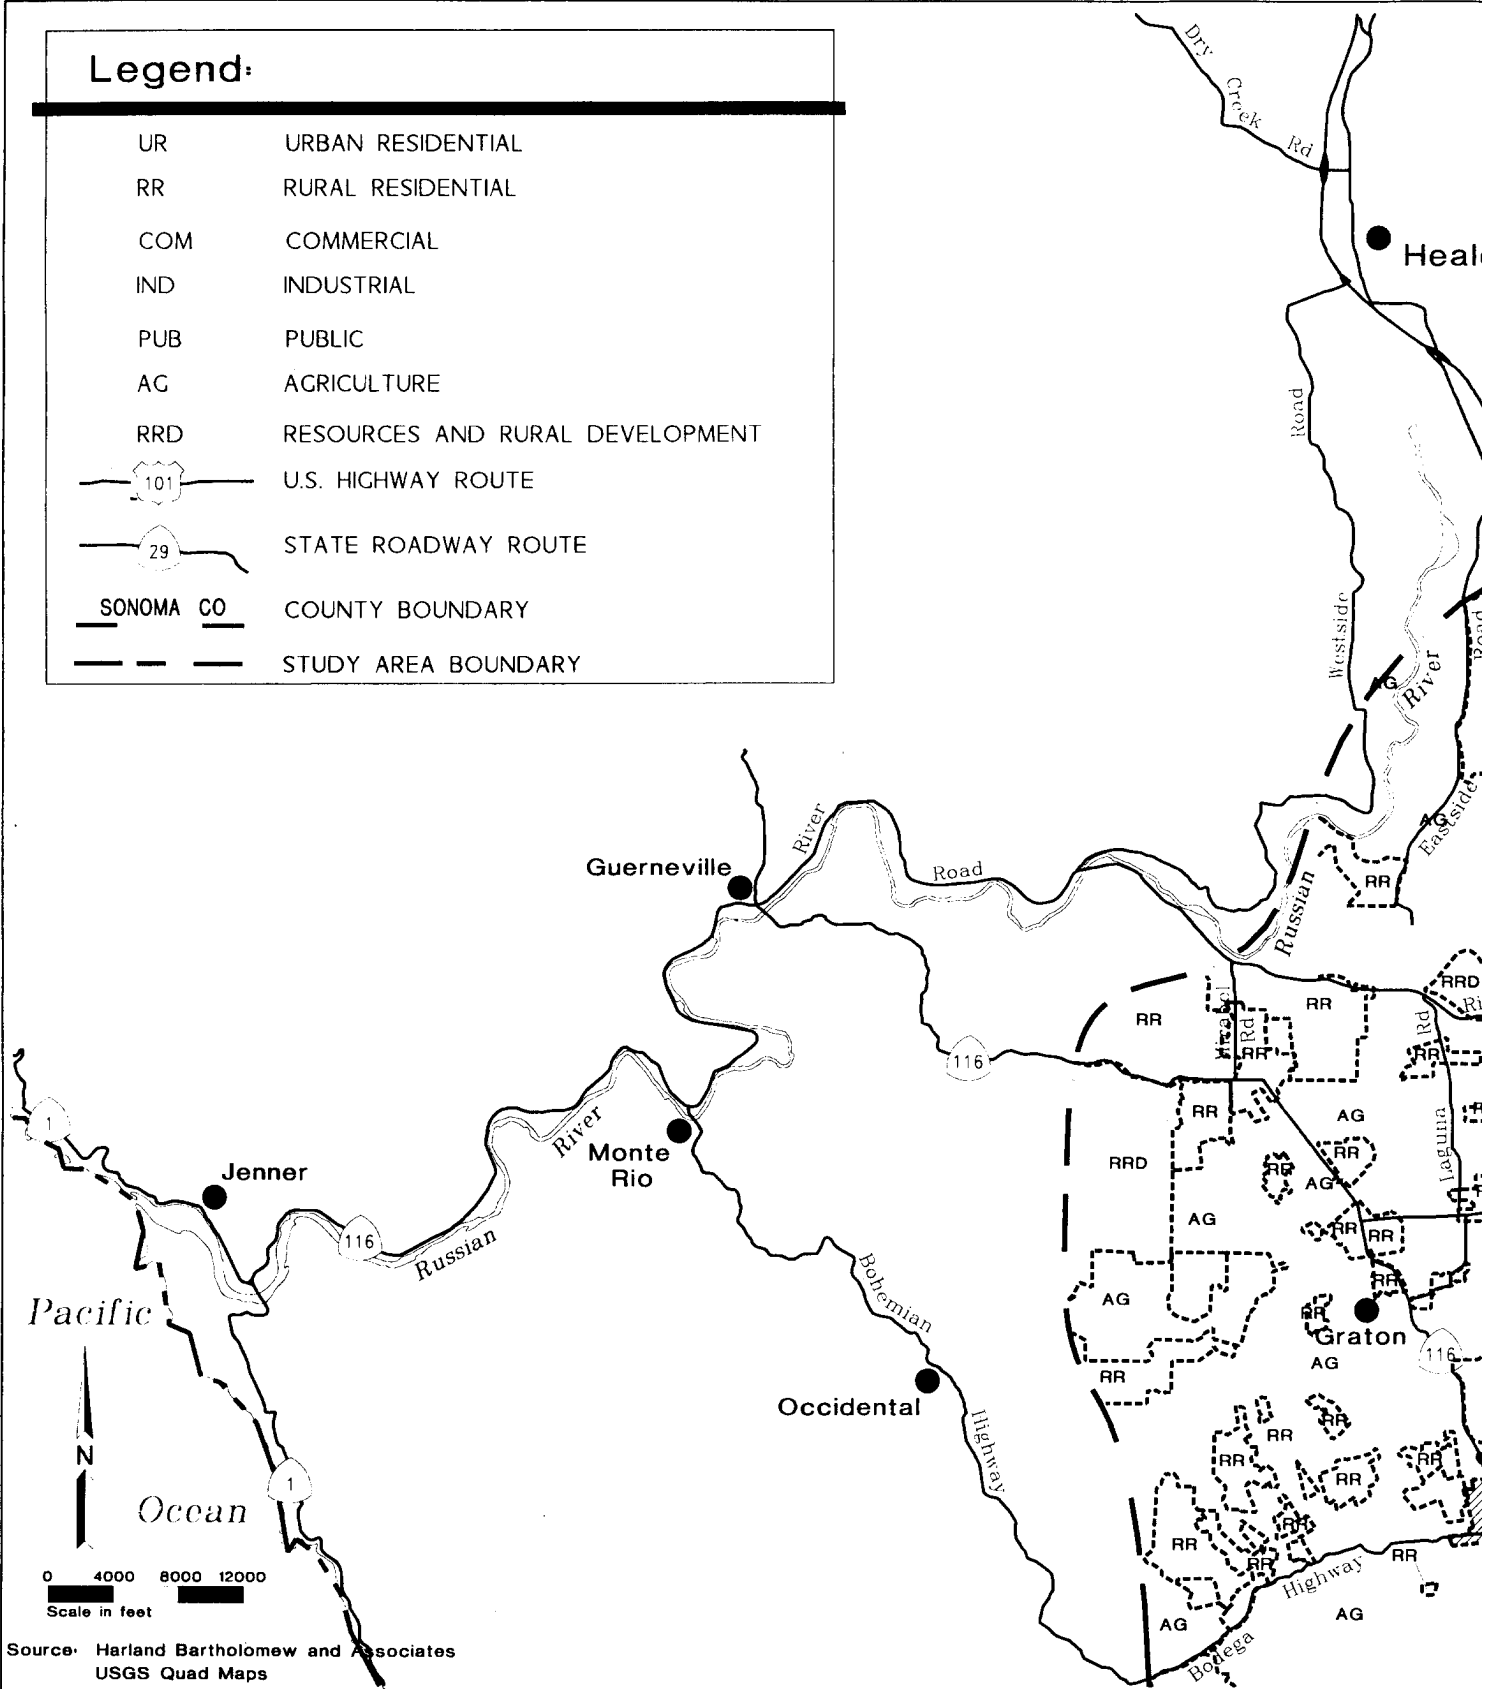 Legend:
UR URBAN RESIDENTIAL
RR RURAL RESIDENTIAL
COM COMMERCIAL
IND INDUSTRIAL
PUB PUBLIC
AG AGRICULTURE
RRD RESOURCES AND RURAL DEVELOPMENT
101 U.S. HIGHWAY ROUTE
29 STATE ROADWAY ROUTE
SONOMA CO COUNTY BOUNDARY
STUDY AREA BOUNDARY
Dry Creek Rd
Heal
Road
Westside
Road
AG
River
AG
Eastside
RR
River
Road
Guerneville
Russian
RRD
RR
RR
Mirabel
Rd
RR
Rd
Ri
RR
116
RR
AG
1
River
Monte
Rio
RRD
RR
RR
AG
Laguna
Jenner
AG
RR
RR
116
Russian
RR
Bohemian
Pacific
AG
RR
Graton
116
AG
RR
Occidental
Highway
RR
RR
RR
RR
RR
N
1
Ocean
RR
RR
RR
RR
Highway
AG
AG
Bodega
0 4000 8000 12000
Scale in feet
Source: Harland Bartholomew and Associates
USGS Quad Maps